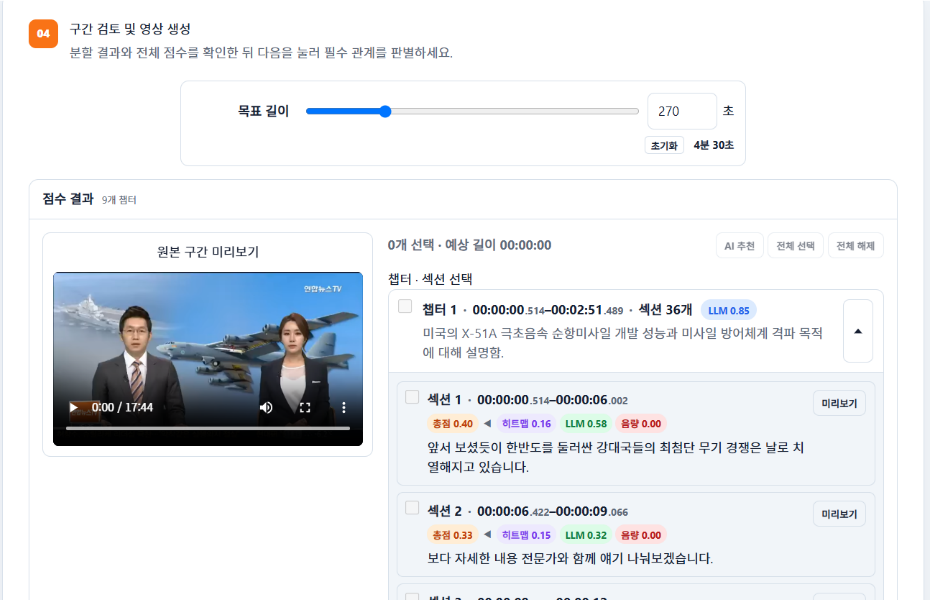 04
구간 검토 및 영상 생성
분할 결과와 전체 점수를 확인한 뒤 다음을 눌러 필수 관계를 판별하세요.
목표 길이
270
초
초기화
4분 30초
점수 결과 9개 챕터
원본 구간 미리보기
연합뉴스TV
0:00 / 17:44
0개 선택 · 예상 길이 00:00:00
AI 추천
전체 선택
전체 해제
챕터 · 섹션 선택
챕터 1 · 00:00:00.514–00:02:51.489 · 섹션 36개 LLM 0.85
미국의 X-51A 극초음속 순항미사일 개발 성능과 미사일 방어체계 격파 목적
에 대해 설명함.
섹션 1 · 00:00:00.514–00:00:06.002
미리보기
총점 0.40 ◀ 히트맵 0.16 LLM 0.58 음량 0.00
앞서 보셨듯이 한반도를 둘러싼 강대국들의 최첨단 무기 경쟁은 날로 치
열해지고 있습니다.
섹션 2 · 00:00:06.422–00:00:09.066
미리보기
총점 0.33 ◀ 히트맵 0.15 LLM 0.32 음량 0.00
보다 자세한 내용 전문가와 함께 얘기 나눠보겠습니다.